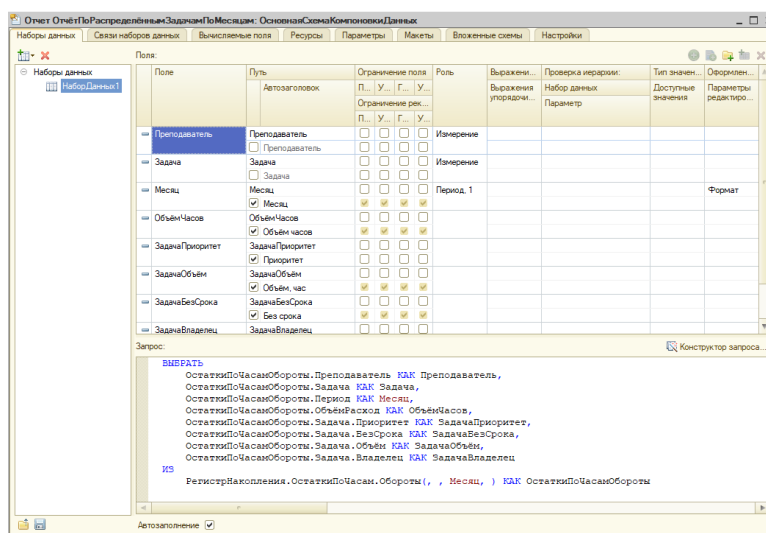 Отчет ОтчётПоРаспределённымЗадачамПоМесяцам: ОсновнаяСхемаКомпоновкиДанных
Наборы данных Связи наборов данных Вычисляемые поля Ресурсы Параметры Макеты Вложенные схемы Настройки
Поля:
Наборы данных
НаборДанных1
Поле Путь Ограничение поля Роль Выражени... Проверка иерархии: Тип значен... Оформлен...
Автозаголовок П... У... Г... У... Выражения упорядочи... Набор данных Доступные значения Параметры редактиро...
Ограничение рек... Параметр
П... У... Г... У...
Преподаватель Преподаватель Измерение
Преподаватель
Задача Задача Измерение
Задача
Месяц Месяц Период, 1 Формат
Месяц
ОбъёмЧасов ОбъёмЧасов
Объём часов
ЗадачаПриоритет ЗадачаПриоритет
Приоритет
ЗадачаОбъём ЗадачаОбъём
Объём, час
ЗадачаБезСрока ЗадачаБезСрока
Без срока
ЗадачаВладелец ЗадачаВладелец
Запрос: Конструктор запроса...
ВЫБРАТЬ
ОстаткиПоЧасамОбороты.Преподаватель КАК Преподаватель,
ОстаткиПоЧасамОбороты.Задача КАК Задача,
ОстаткиПоЧасамОбороты.Период КАК Месяц,
ОстаткиПоЧасамОбороты.ОбъёмРасход КАК ОбъёмЧасов,
ОстаткиПоЧасамОбороты.Задача.Приоритет КАК ЗадачаПриоритет,
ОстаткиПоЧасамОбороты.Задача.БезСрока КАК ЗадачаБезСрока,
ОстаткиПоЧасамОбороты.Задача.Объём КАК ЗадачаОбъём,
ОстаткиПоЧасамОбороты.Задача.Владелец КАК ЗадачаВладелец
ИЗ
РегистрНакопления.ОстаткиПоЧасам.Обороты(, , Месяц, ) КАК ОстаткиПоЧасамОбороты
Автозаполнение